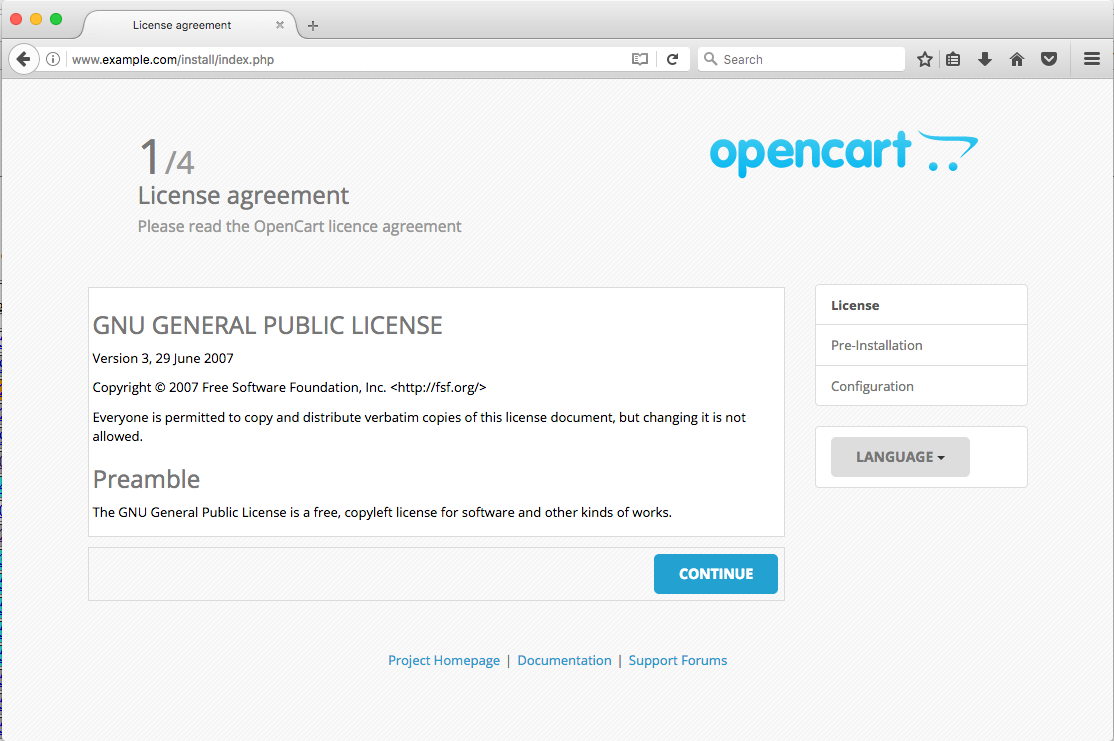 License agreement
www.example.com/install/index.php
Search
1/4
opencart
License agreement
Please read the OpenCart licence agreement
GNU GENERAL PUBLIC LICENSE
Version 3, 29 June 2007
Copyright © 2007 Free Software Foundation, Inc. <http://fsf.org/>
Everyone is permitted to copy and distribute verbatim copies of this license document, but changing it is not
allowed.
Preamble
The GNU General Public License is a free, copyleft license for software and other kinds of works.
CONTINUE
License
Pre-Installation
Configuration
LANGUAGE
Project Homepage | Documentation | Support Forums